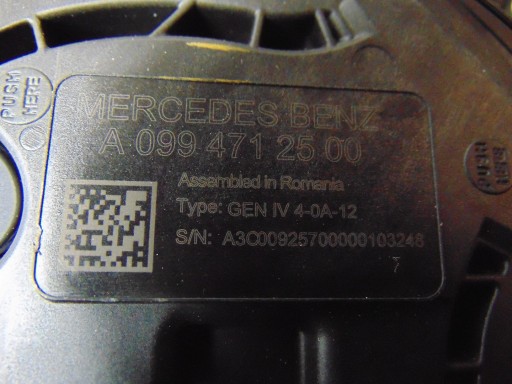 PUSH
HERE
MERCEDES BENZ
A 099 471 25 00
Assembled in Romania
Type: GEN IV 4-0A-12
S/N: A3C00925700000103248
7
PUSH
HERE